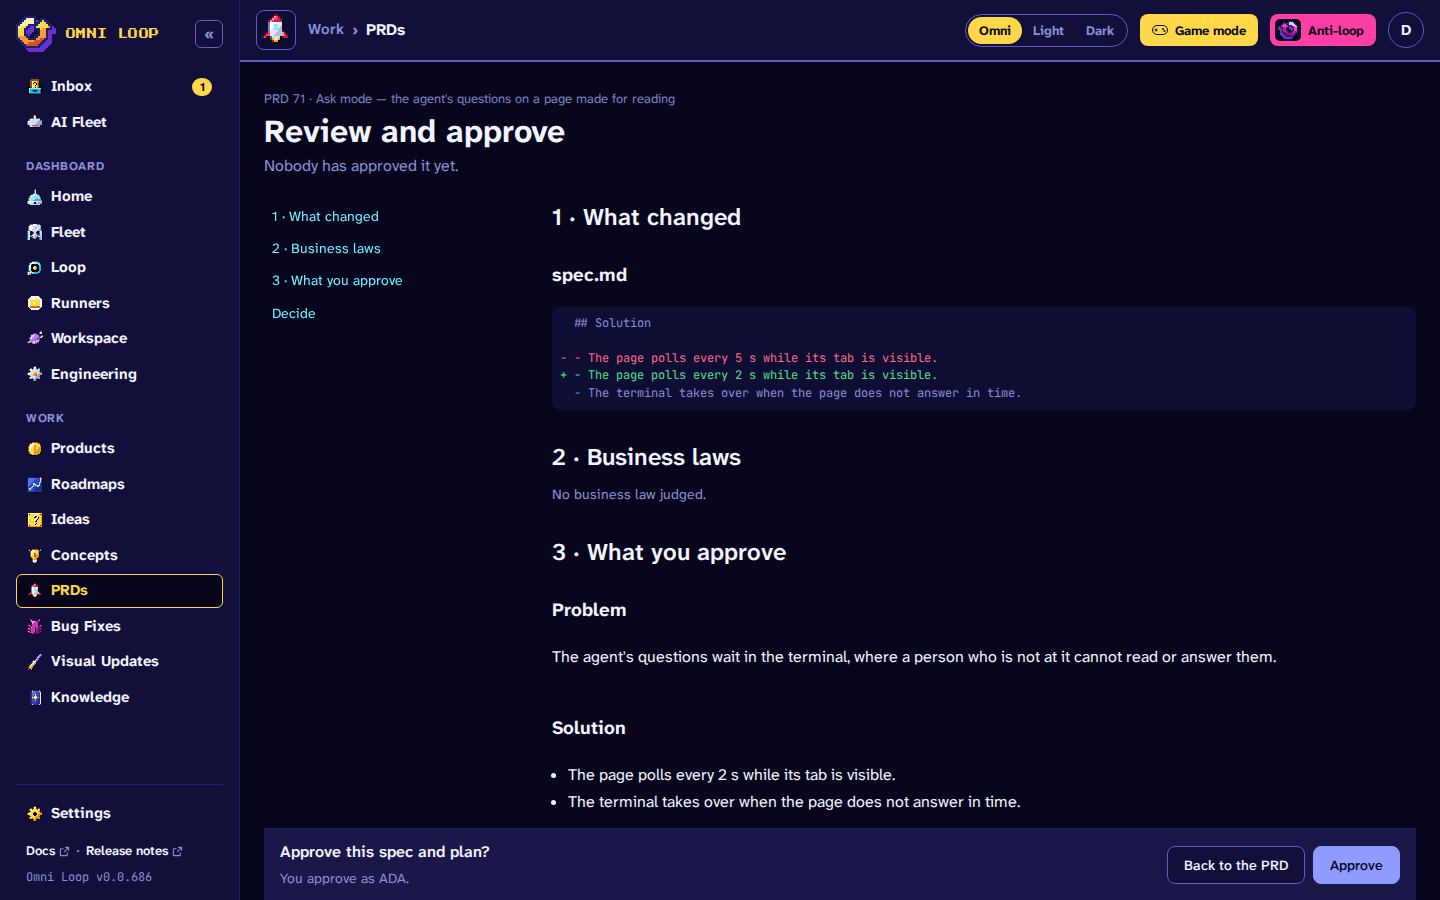 OMNI LOOP
«
Inbox
1
AI Fleet
DASHBOARD
Home
Fleet
Loop
Runners
Workspace
Engineering
WORK
Products
Roadmaps
Ideas
Concepts
PRDs
Bug Fixes
Visual Updates
Knowledge
Settings
Docs · Release notes
Omni Loop v0.0.686
Work › PRDs
Omni
Light
Dark
Game mode
Anti-loop
D
PRD 71 · Ask mode — the agent's questions on a page made for reading
Review and approve
Nobody has approved it yet.
1 · What changed
2 · Business laws
3 · What you approve
Decide
1 · What changed
spec.md
## Solution
- - The page polls every 5 s while its tab is visible.
+ - The page polls every 2 s while its tab is visible.
- The terminal takes over when the page does not answer in time.
2 · Business laws
No business law judged.
3 · What you approve
Problem
The agent's questions wait in the terminal, where a person who is not at it cannot read or answer them.
Solution
• The page polls every 2 s while its tab is visible.
• The terminal takes over when the page does not answer in time.
Approve this spec and plan?
You approve as ADA.
Back to the PRD
Approve